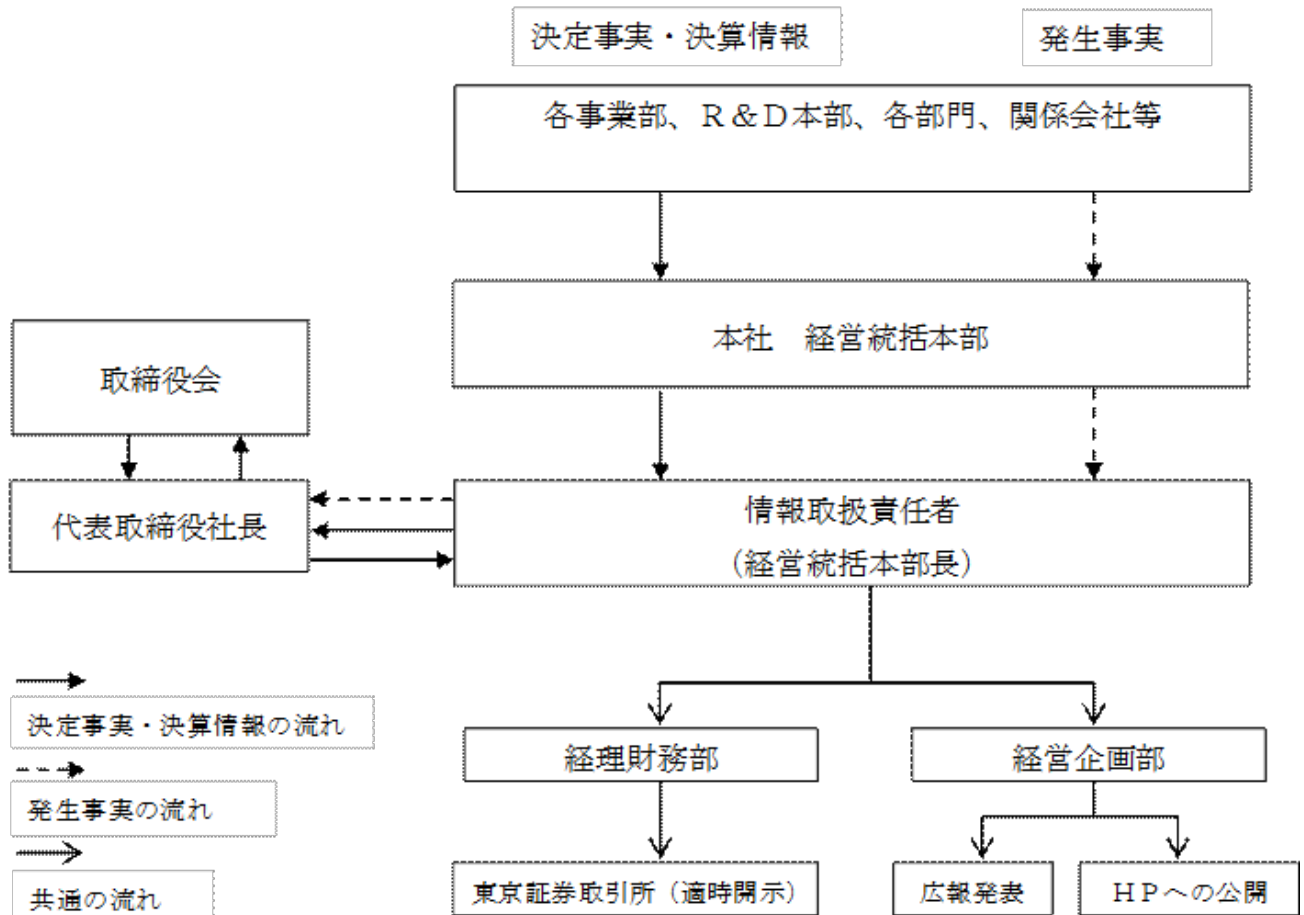 決定事実・決算情報
発生事実
各事業部、Ｒ＆Ｄ本部、各部門、関係会社等
本社　経営統括本部
取締役会
代表取締役社長
情報取扱責任者
（経営統括本部長）
決定事実・決算情報の流れ
発生事実の流れ
共通の流れ
経理財務部
経営企画部
東京証券取引所（適時開示）
広報発表
ＨＰへの公開